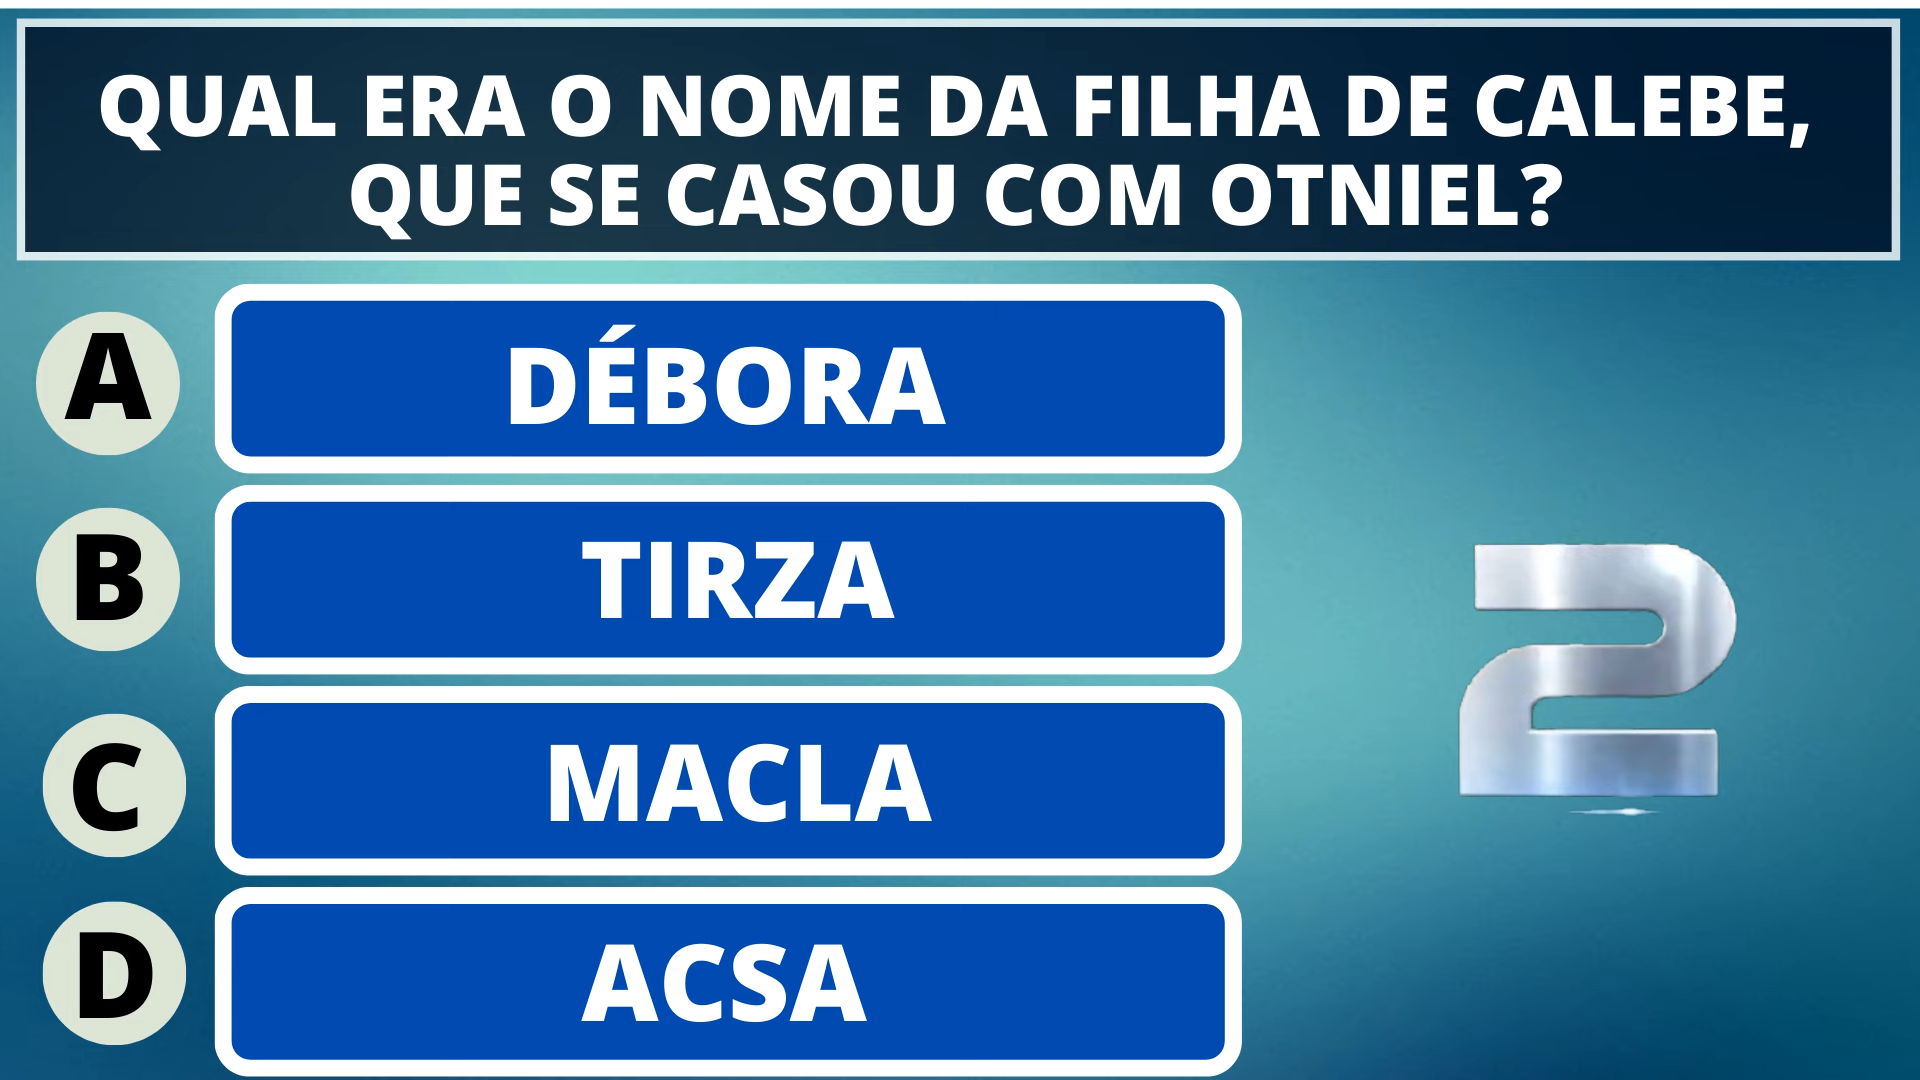 QUAL ERA O NOME DA FILHA DE CALEBE,
QUE SE CASOU COM OTNIEL?
A
DÉBORA
B
TIRZA
2
C
MACLA
D
ACSA